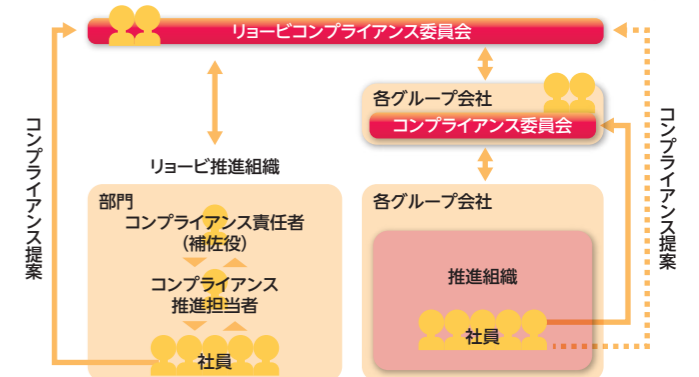 リョービコンプライアンス委員会
各グループ会社
コンプライアンス委員会
コンプライアンス提案
リョービ推進組織
部門
コンプライアンス責任者
(補佐役)
コンプライアンス
推進担当者
社員
各グループ会社
推進組織
社員
コンプライアンス提案